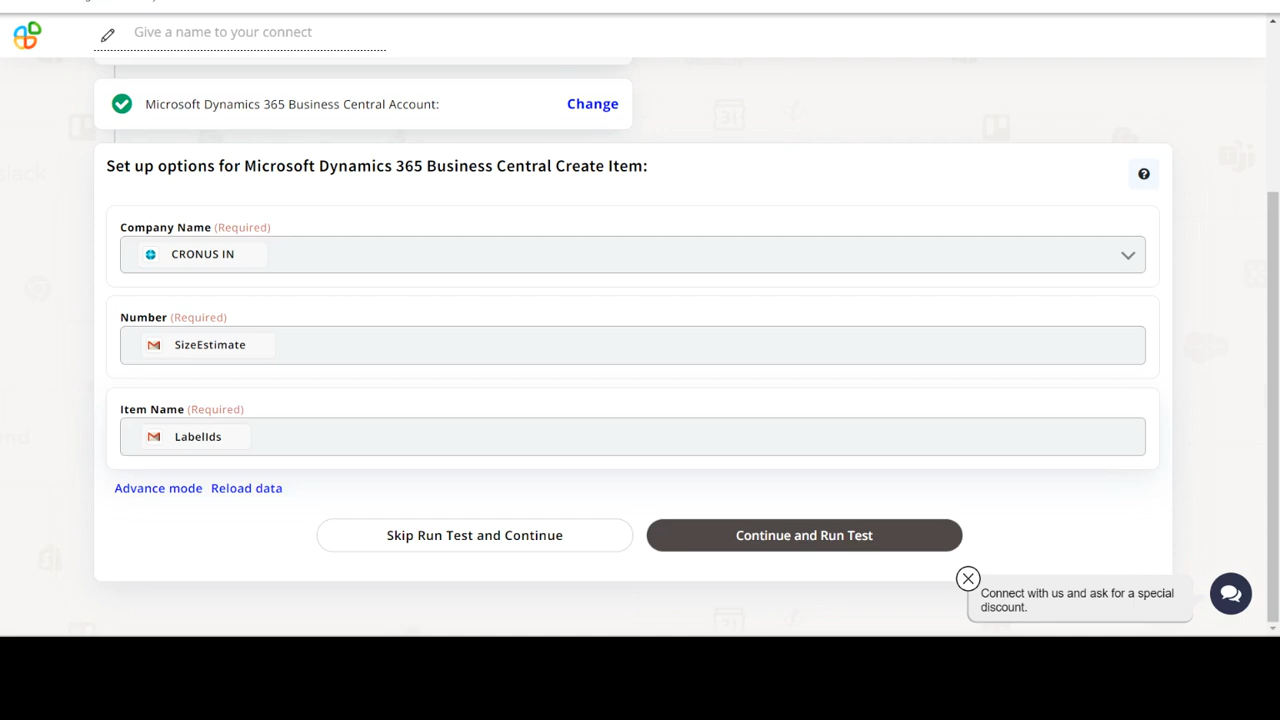 Give a name to your connect
Microsoft Dynamics 365 Business Central Account:
Change
Set up options for Microsoft Dynamics 365 Business Central Create Item:
?
Company Name (Required)
CRONUS IN
Number (Required)
SizeEstimate
Item Name (Required)
LabelIds
Advance mode Reload data
Skip Run Test and Continue
Continue and Run Test
Connect with us and ask for a special
discount.